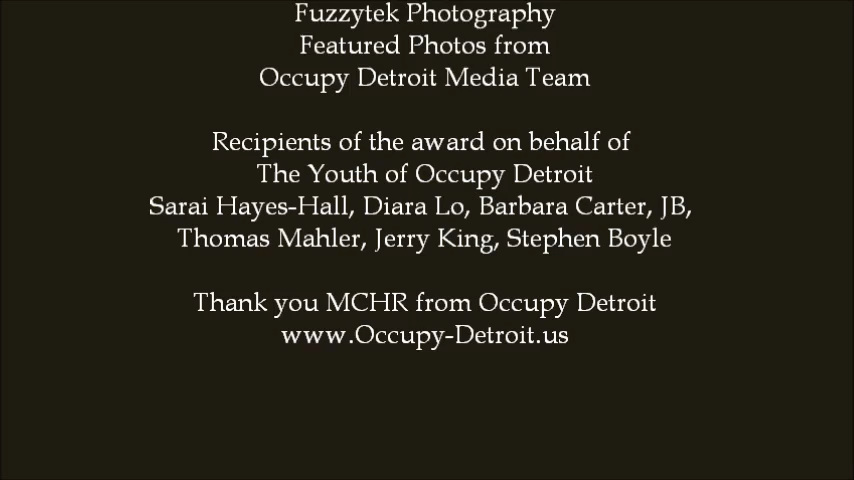 Fuzzytek Photography
Featured Photos from
Occupy Detroit Media Team
Recipients of the award on behalf of
The Youth of Occupy Detroit
Sarai Hayes-Hall, Diara Lo, Barbara Carter, JB,
Thomas Mahler, Jerry King, Stephen Boyle
Thank you MCHR from Occupy Detroit
www.Occupy-Detroit.us